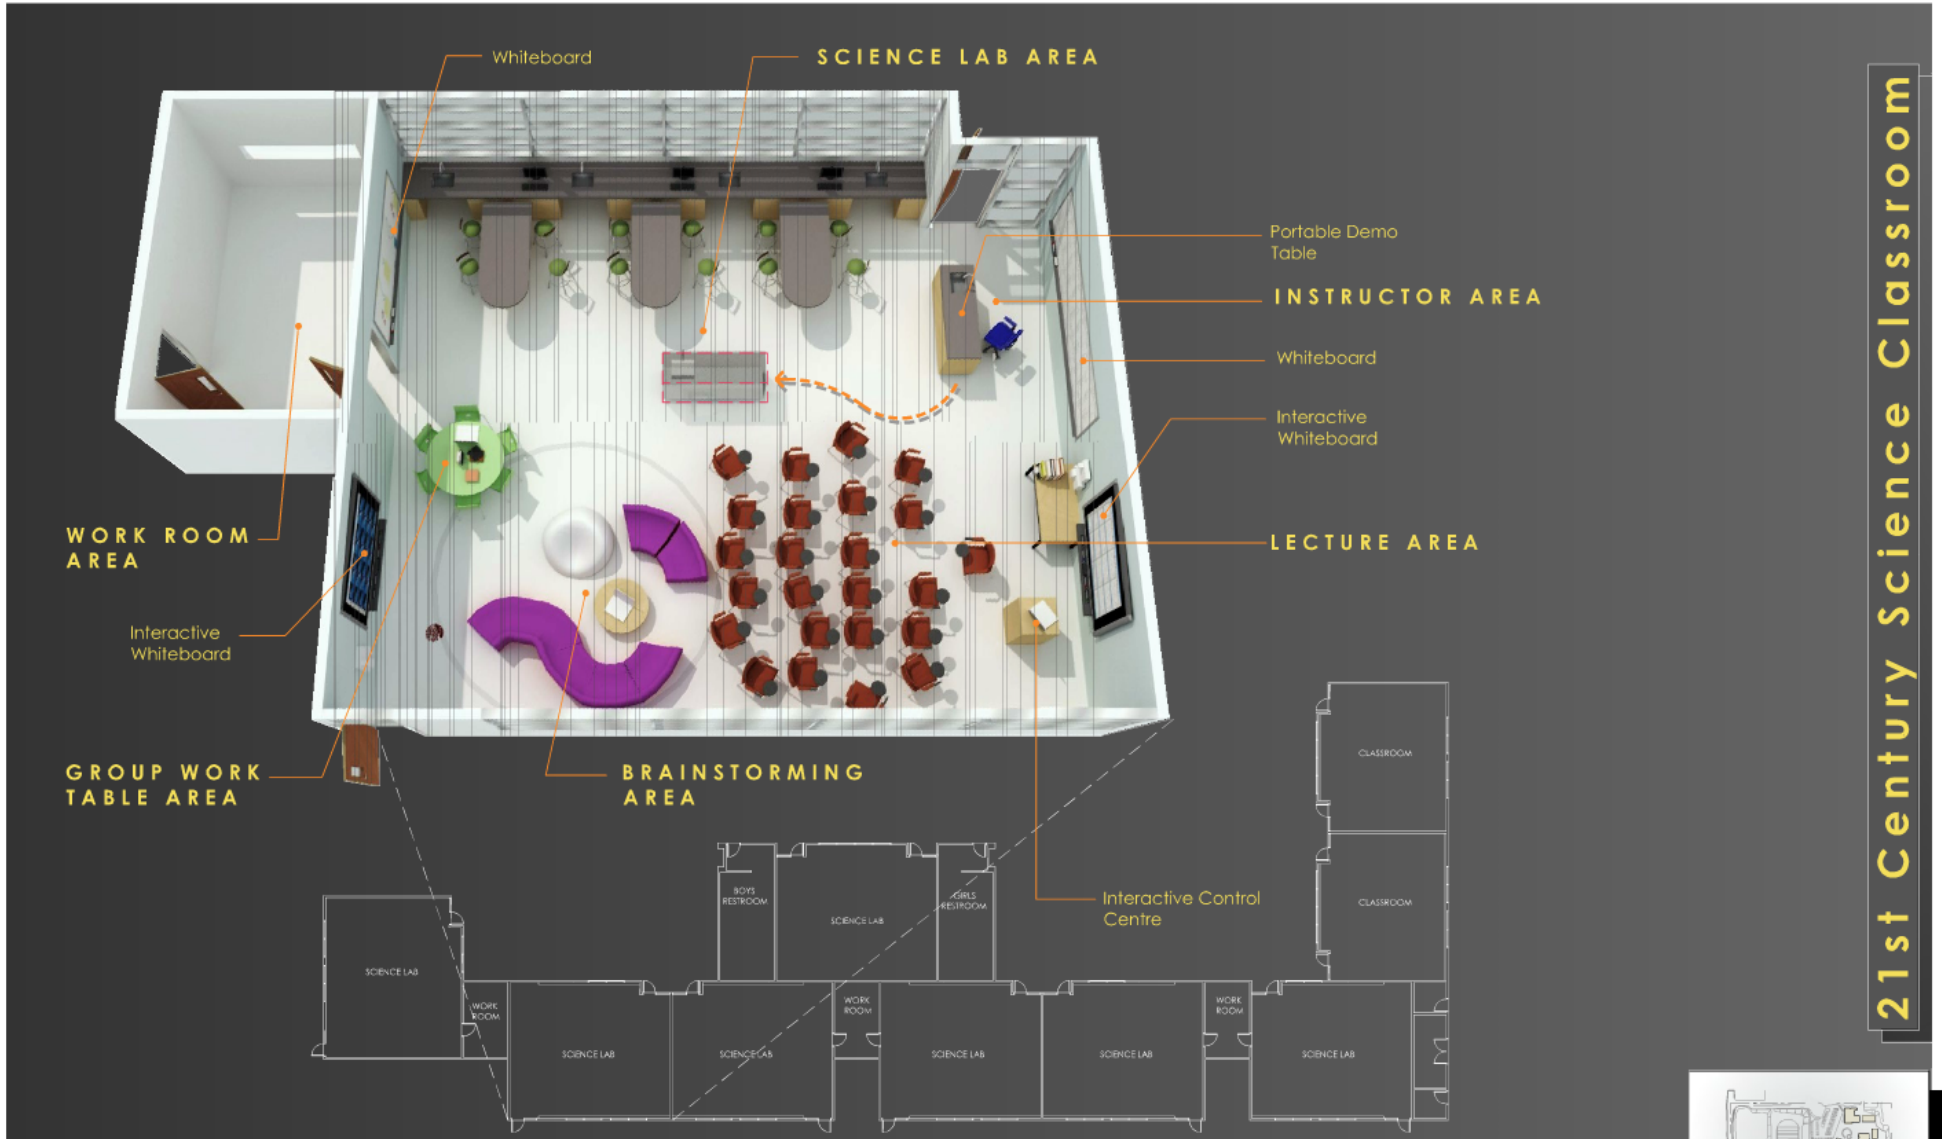 Whiteboard
SCIENCE LAB AREA
Portable Demo
Table
INSTRUCTOR AREA
Whiteboard
Interactive
Whiteboard
LECTURE AREA
WORK ROOM
AREA
Interactive
Whiteboard
GROUP WORK
TABLE AREA
BRAINSTORMING
AREA
Interactive Control
Centre
CLASSROOM
CLASSROOM
BOYS
RESTROOM
SCIENCE LAB
GIRLS
RESTROOM
SCIENCE LAB
WORK
ROOM
WORK
ROOM
WORK
ROOM
SCIENCE LAB
SCIENCE LAB
SCIENCE LAB
SCIENCE LAB
SCIENCE LAB
21st Century Science Classroom